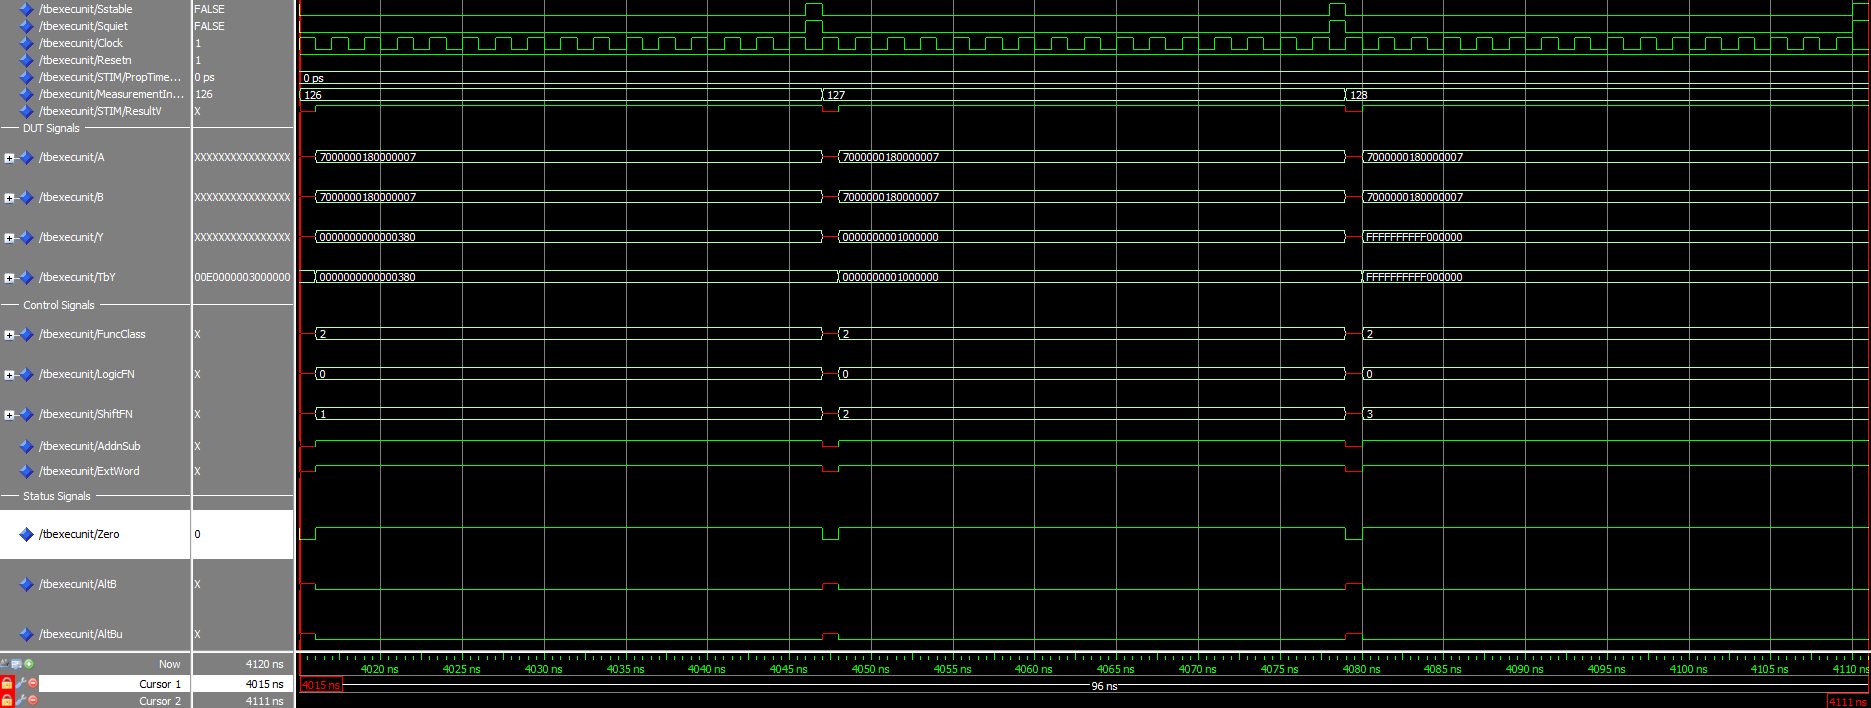 /tbexecunit/Sstable FALSE
/tbexecunit/Squiet FALSE
/tbexecunit/Clock 1
/tbexecunit/Resetn 1
/tbexecunit/STIM/PropTime... 0 ps 0 ps
/tbexecunit/MeasurementIn... 126 126 127 128
/tbexecunit/STIM/ResultV X
DUT Signals
/tbexecunit/A XXXXXXXXXXXXXXXX 7000000180000007 7000000180000007 7000000180000007
/tbexecunit/B XXXXXXXXXXXXXXXX 7000000180000007 7000000180000007 7000000180000007
/tbexecunit/Y XXXXXXXXXXXXXXXX 0000000000000380 0000000001000000 FFFFFFFFFF000000
/tbexecunit/TbY 00E0000003000000 0000000000000380 0000000001000000 FFFFFFFFFF000000
Control Signals
/tbexecunit/FuncClass X 2 2 2
/tbexecunit/LogicFN X 0 0 0
/tbexecunit/ShiftFN X 1 2 3
/tbexecunit/AddnSub X
/tbexecunit/ExtWord X
Status Signals
/tbexecunit/Zero 0
/tbexecunit/AltB X
/tbexecunit/AltBu X
Now 4120 ns 4020 ns 4025 ns 4030 ns 4035 ns 4040 ns 4045 ns 4050 ns 4055 ns 4060 ns 4065 ns 4070 ns 4075 ns 4080 ns 4085 ns 4090 ns 4095 ns 4100 ns 4105 ns 4110 ns
Cursor 1 4015 ns 4015 ns 96 ns
Cursor 2 4111 ns 4111 ns